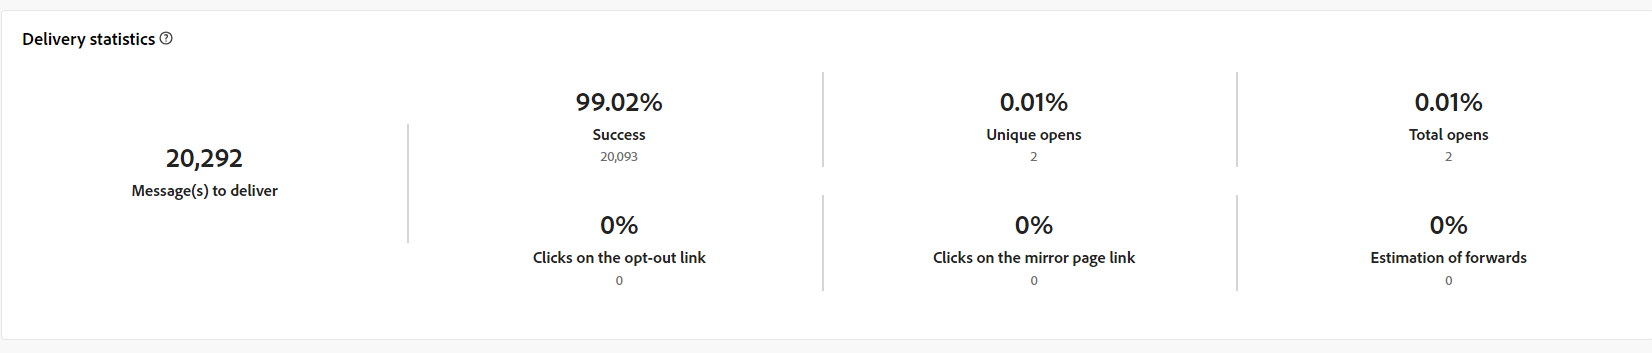 Delivery statistics
20,292
Message(s) to deliver
99.02%
Success
20,093
0.01%
Unique opens
2
0.01%
Total opens
2
0%
Clicks on the opt-out link
0
0%
Clicks on the mirror page link
0
0%
Estimation of forwards
0